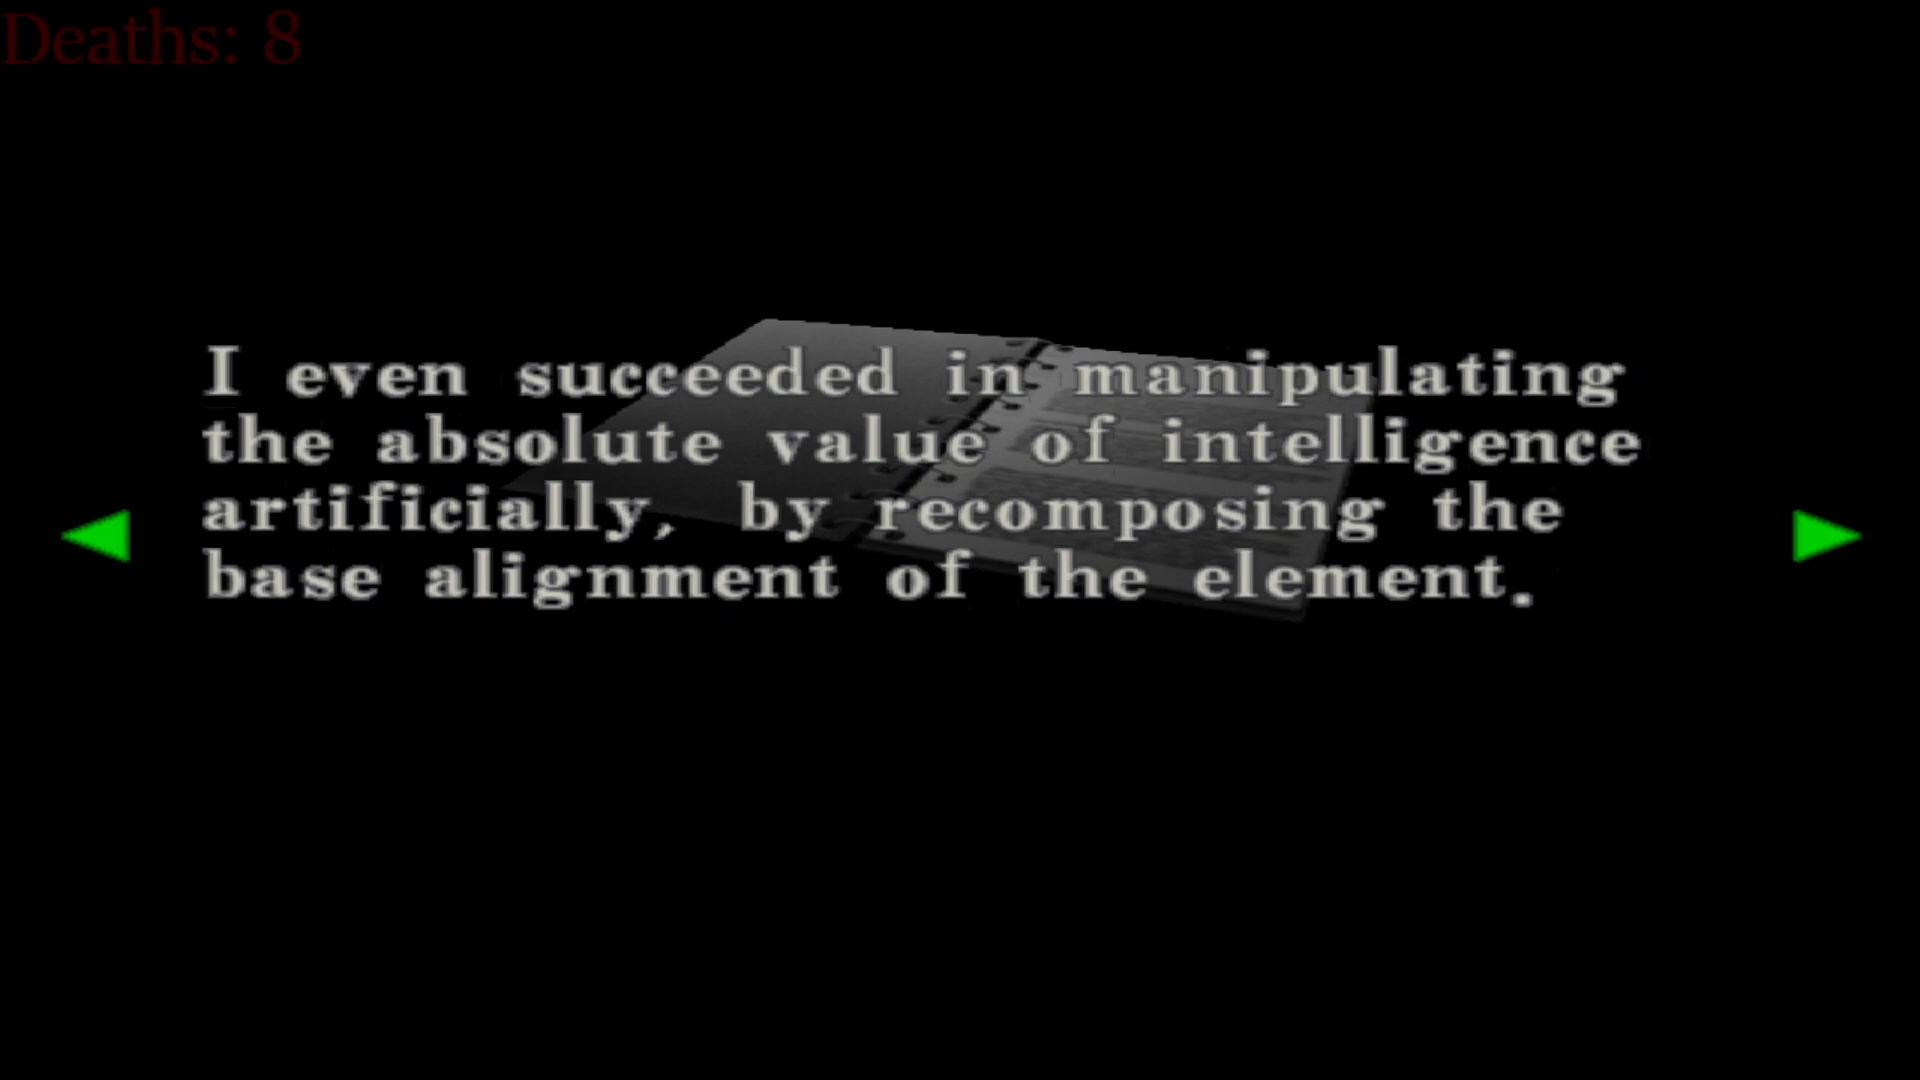 Deaths: 8
I even succeeded in manipulating
the absolute value of intelligence
artificially, by recomposing the
base alignment of the element.